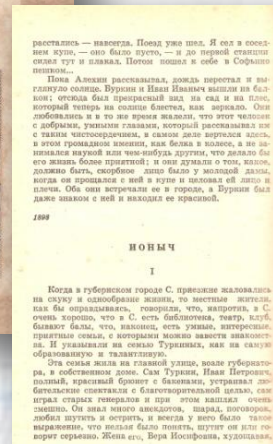 расстались — навсегда. Поезд уже шел. Я сел в сосед-
нем купе, — оно было пусто, — и до первой станции
сидел тут и плакал. Потом пошел к себе в Софьино
пешком...
Пока Алехин рассказывал, дождь перестал и вы-
глянуло солнце. Буркин и Иван Иваныч вышли на бал-
кон; отсюда был прекрасный вид на сад и на плес,
который теперь на солнце блестел, как зеркало. Они
любовались и в то же время жалели, что этот человек
с добрыми, умными глазами, который рассказывал им
с таким чистосердечием, в самом деле вертелся здесь,
в этом громадном имении, как белка в колесе, а не за-
нимался наукой или чем-нибудь другим, что делало бы
его жизнь более приятной; и они думали о том, какое,
должно быть, скорбное лицо было у молодой дамы,
когда он прощался с ней в купе и целовал ей лицо и
плечи. Оба они встречали ее в городе, а Буркин был
даже знаком с ней и находил ее красивой.
1898
ИОНЫЧ
I
Когда в губернском городе С. приезжие жаловались
на скуку и однообразие жизни, то местные жители,
как бы оправдываясь, говорили, что, напротив, в С.
очень хорошо, что в С. есть библиотека, театр, клуб,
бывают балы, что, наконец, есть умные, интересные,
приятные семьи, с которыми можно завести знакомст-
ва. И указывали на семью Туркиных, как на самую
образованную и талантливую.
Эта семья жила на главной улице, возле губернато-
ра, в собственном доме. Сам Туркин, Иван Петрович,
полный, красивый брюнет с бакенами, устраивал лю-
бительские спектакли с благотворительной целью, сам
играл старых генералов и при этом кашлял очень
смешно. Он знал много анекдотов, шарад, поговорок,
любил шутить и острить, и всегда у него было такое
выражение, что нельзя было понять, шутит он или го-
ворит серьезно. Жена его, Вера Иосифовна, худощавая,